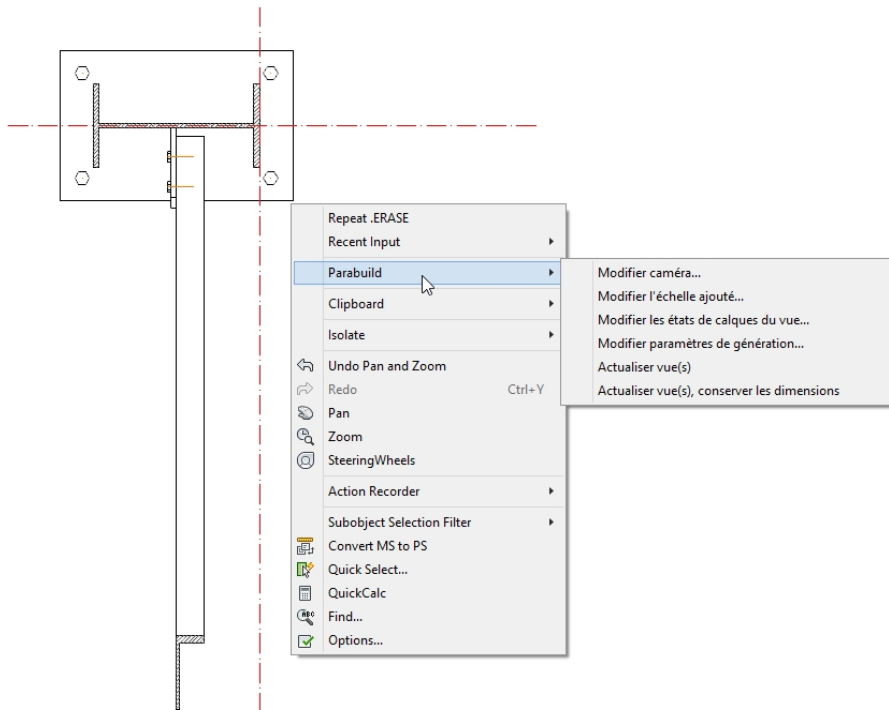 Repeat .ERASE
Recent Input
Parabuild
Clipboard
Isolate
Undo Pan and Zoom
Redo Ctrl+Y
Pan
Zoom
SteeringWheels
Action Recorder
Subobject Selection Filter
Convert MS to PS
Quick Select...
QuickCalc
Find...
Options...
Modifier caméra...
Modifier l'échelle ajouté...
Modifier les états de calques du vue...
Modifier paramètres de génération...
Actualiser vue(s)
Actualiser vue(s), conserver les dimensions